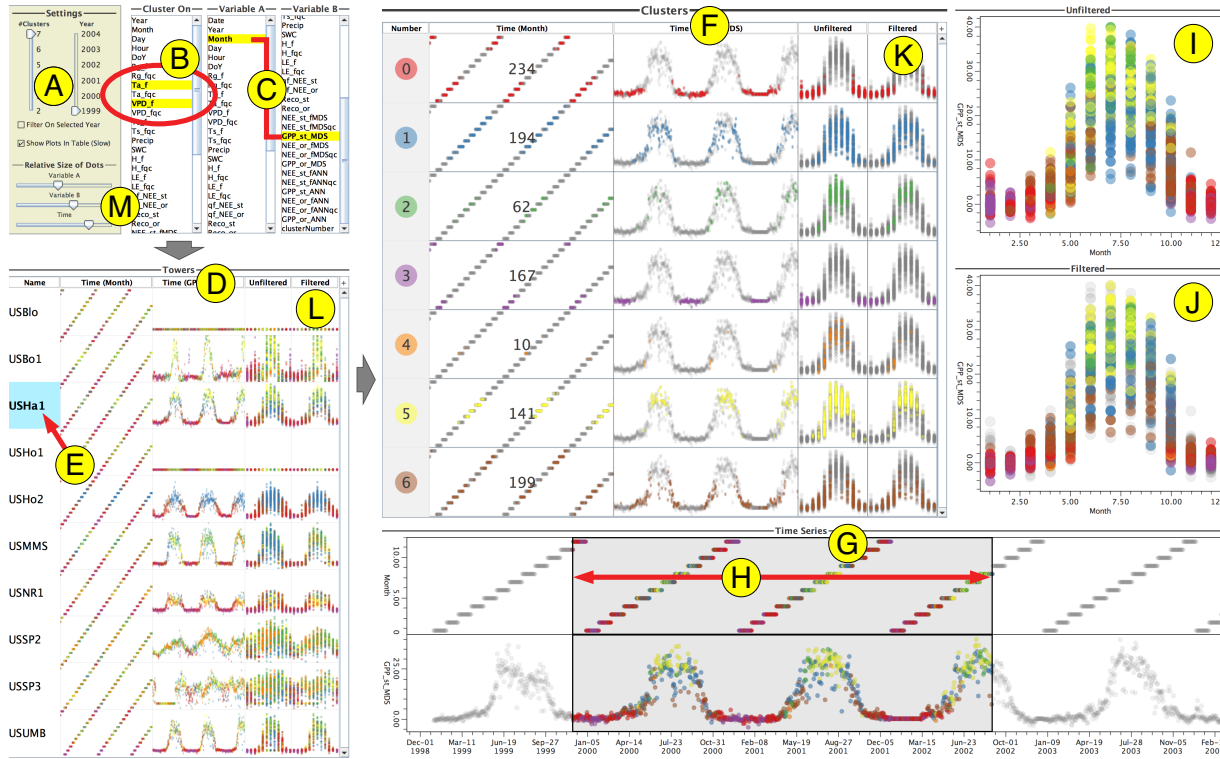 Settings
#Clusters Year
7 2004
6 2003
2002
5
2001
200
2 1999
A
Filter On Selected Year
Show Plots In Table (Slow)
Relative Size of Dots
Variable A
Variable B
M
Time
Cluster On
Year
Month
Day
Hour
DoY
B
Rg_fqc
Ta_f
Ta_fqc
VPD_f
VPD_fqc
Ts_fqc
Precip
SWC
H_f
H_fqc
LE_f
LE_fqc
Reco_st
Reco_or
NEE_st_fMDS
Variable A
Date
Year
Month
Day
Hour
DoY
Rg_f
C
VPD_f
Ts_f
Ts_fqc
Precip
SWC
H_f
H_fqc
LE_f
LE_fqc
qf_NEE_st
qf_NEE_or
Reco_st
Reco_or
Variable B
Ts_fqc
Precip
SWC
H_f
H_fqc
LE_f
LE_fqc
qf_NEE_st
Reco_st
Reco_or
NEE_st_fMDS
NEE_st_fMDSqc
GPP_st_MDS
NEE_or_fMDS
NEE_or_fMDSqc
GPP_or_MDS
NEE_st_fANN
NEE_st_fANNqc
GPP_st_ANN
NEE_or_fANN
NEE_or_fANNqc
GPP_or_ANN
clusterNumber
Towers
D
Name Time (Month) Time (GP Unfiltered Filtered +
L
USBlo
USBo1
USHa1
E
USHo1
USHo2
USMMS
USNR1
USSP2
USSP3
USUMB
Clusters
F
Number Time (Month) Time ( DS) Unfiltered Filtered +
K
0 234
1 194
2 62
3 167
4 10
5 141
6 199
Unfiltered
I
GPP_st_MDS
40.00
30.00
20.00
10.00
0.00
2.50 5.00 7.50 10.00 12
Month
Filtered
J
GPP_st_MDS
40.00
30.00
20.00
10.00
0.00
2.50 5.00 7.50 10.00 12
Month
Time Series
G
H
Month
10.00
5.00
0
GPP_st_MDS
25.00
0.00
Dec-01 Mar-11 Jun-19 Sep-27 Jan-05 Apr-14 Jul-23 Oct-31 Feb-08 May-19 Aug-27 Dec-05 Mar-15 Jun-23 Oct-01 Jan-09 Apr-19 Jul-28 Nov-05 Feb-
1998 1999 1999 1999 2000 2000 2000 2000 2001 2001 2001 2001 2002 2002 2002 2003 2003 2003 2003